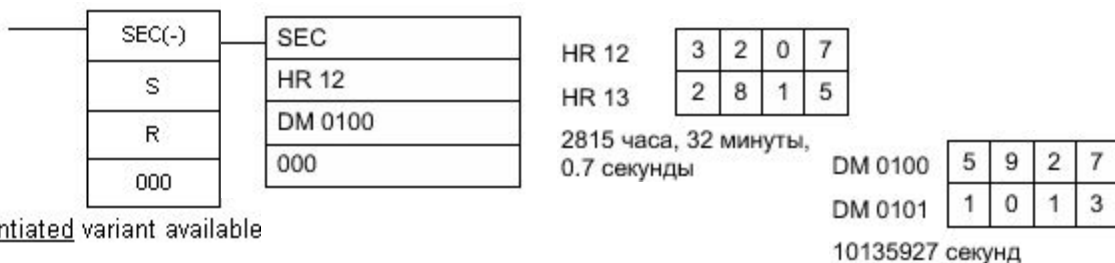 SEC(-)
S
R
000
SEC
HR 12
DM 0100
000
HR 12 3 2 0 7
HR 13 2 8 1 5
2815 часа, 32 минуты,
0.7 секунды
DM 0100 5 9 2 7
DM 0101 1 0 1 3
10135927 секунд
ntiated variant available